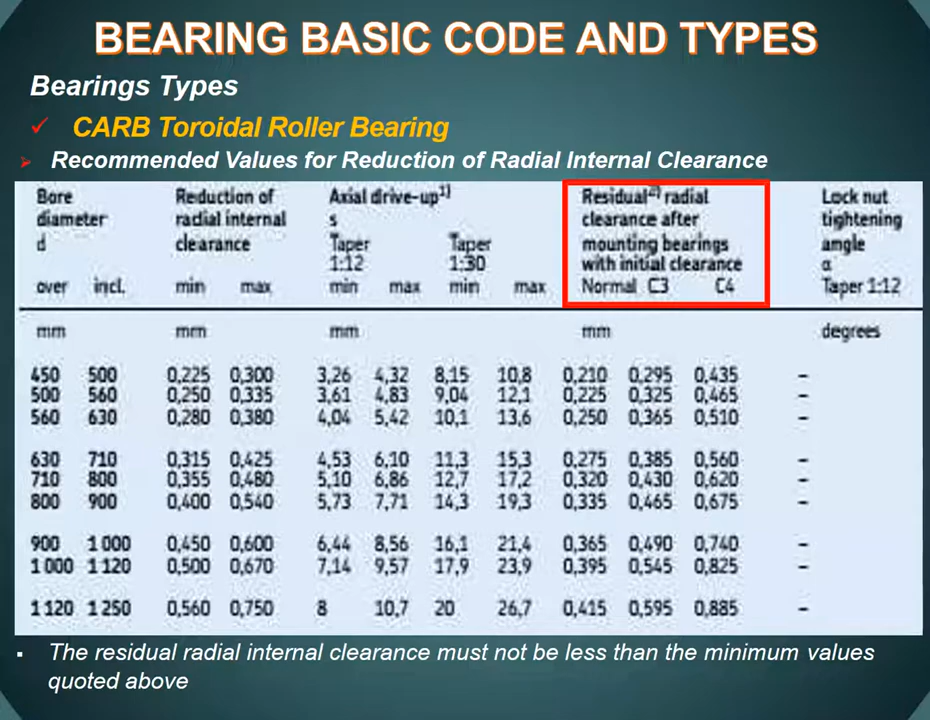 BEARING BASIC CODE AND TYPES
Bearings Types
✓ CARB Toroidal Roller Bearing
➤ Recommended Values for Reduction of Radial Internal Clearance
Bore Reduction of Axial drive-up1) Residual2) radial Lock nut
diameter radial internal s clearance after tightening
d clearance Taper Taper mounting bearings angle
1:12 1:30 with initial clearance α
over incl. min max min max min max Normal C3 C4 Taper 1:12
mm mm mm mm degrees
450 500 0,225 0,300 3,26 4,32 8,15 10,8 0,210 0,295 0,435 –
500 560 0,250 0,335 3,61 4,83 9,04 12,1 0,225 0,325 0,465 –
560 630 0,280 0,380 4,04 5,42 10,1 13,6 0,250 0,365 0,510 –
630 710 0,315 0,425 4,53 6,10 11,3 15,3 0,275 0,385 0,560 –
710 800 0,355 0,480 5,10 6,86 12,7 17,2 0,320 0,430 0,620 –
800 900 0,400 0,540 5,73 7,71 14,3 19,3 0,335 0,465 0,675 –
900 1 000 0,450 0,600 6,44 8,56 16,1 21,4 0,365 0,490 0,740 –
1 000 1 120 0,500 0,670 7,14 9,57 17,9 23,9 0,395 0,545 0,825 –
1 120 1 250 0,560 0,750 8 10,7 20 26,7 0,415 0,595 0,885 –
▪ The residual radial internal clearance must not be less than the minimum values
quoted above